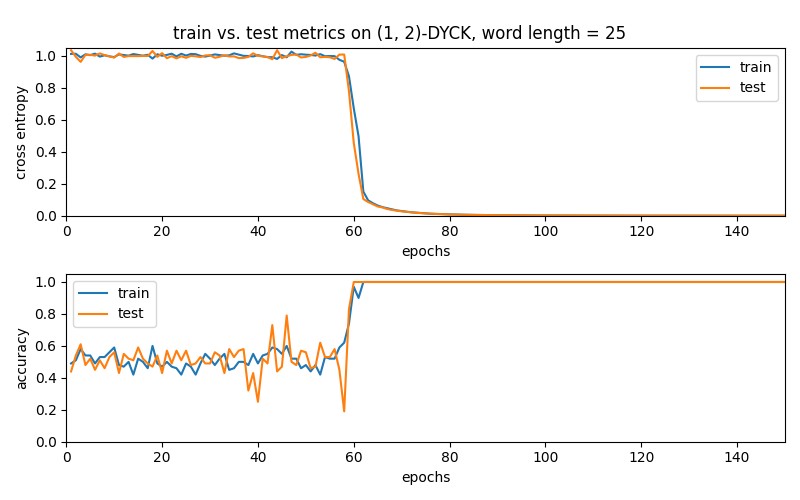 train vs. test metrics on (1, 2)-DYCK, word length = 25
1.0
0.8
0.6
0.4
0.2
0.0
cross entropy
train
test
0 20 40 60 80 100 120 140
epochs
1.0
0.8
0.6
0.4
0.2
0.0
accuracy
train
test
0 20 40 60 80 100 120 140
epochs